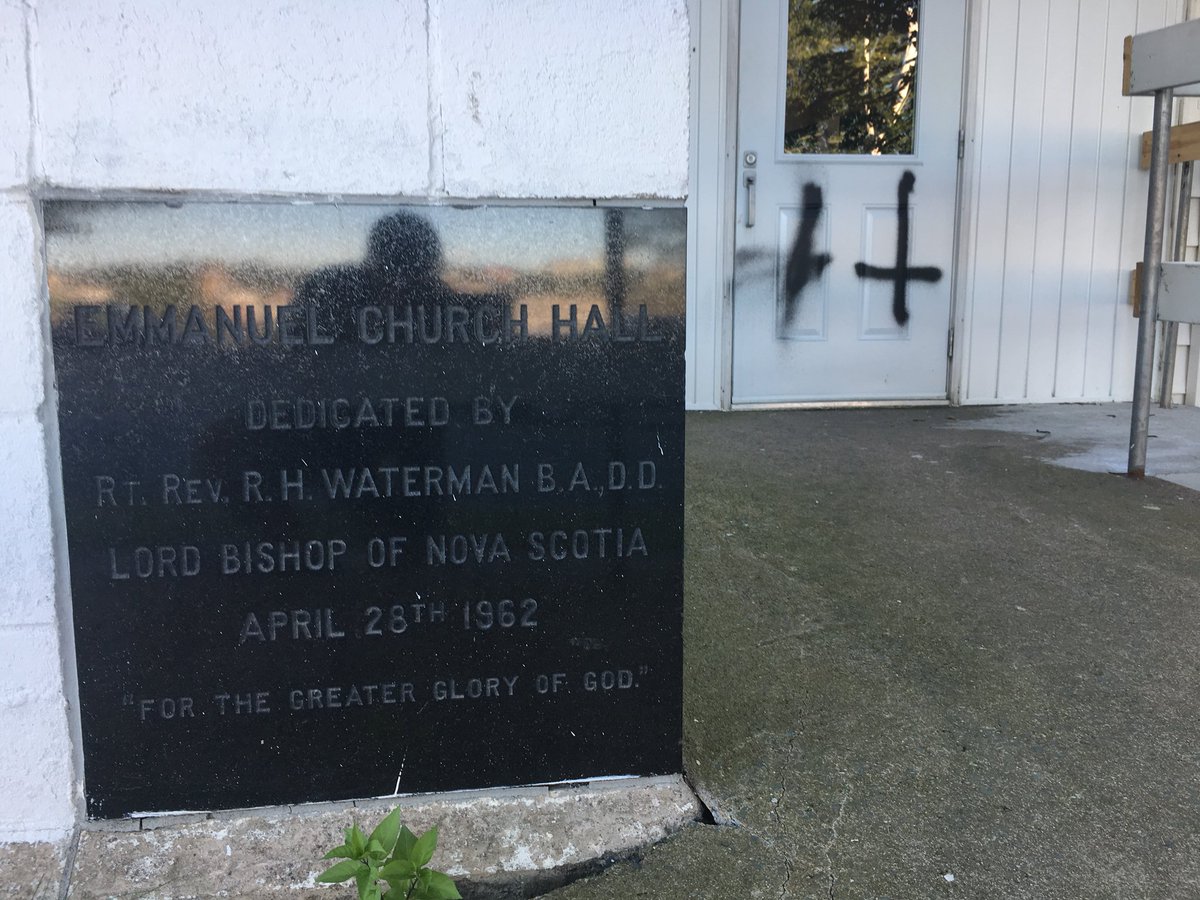 EMMANUEL CHURCH HALL
DEDICATED BY
RT. REV. R. H. WATERMAN B.A., D.D.
LORD BISHOP OF NOVA SCOTIA
APRIL 28TH 1962
"FOR THE GREATER GLORY OF GOD."